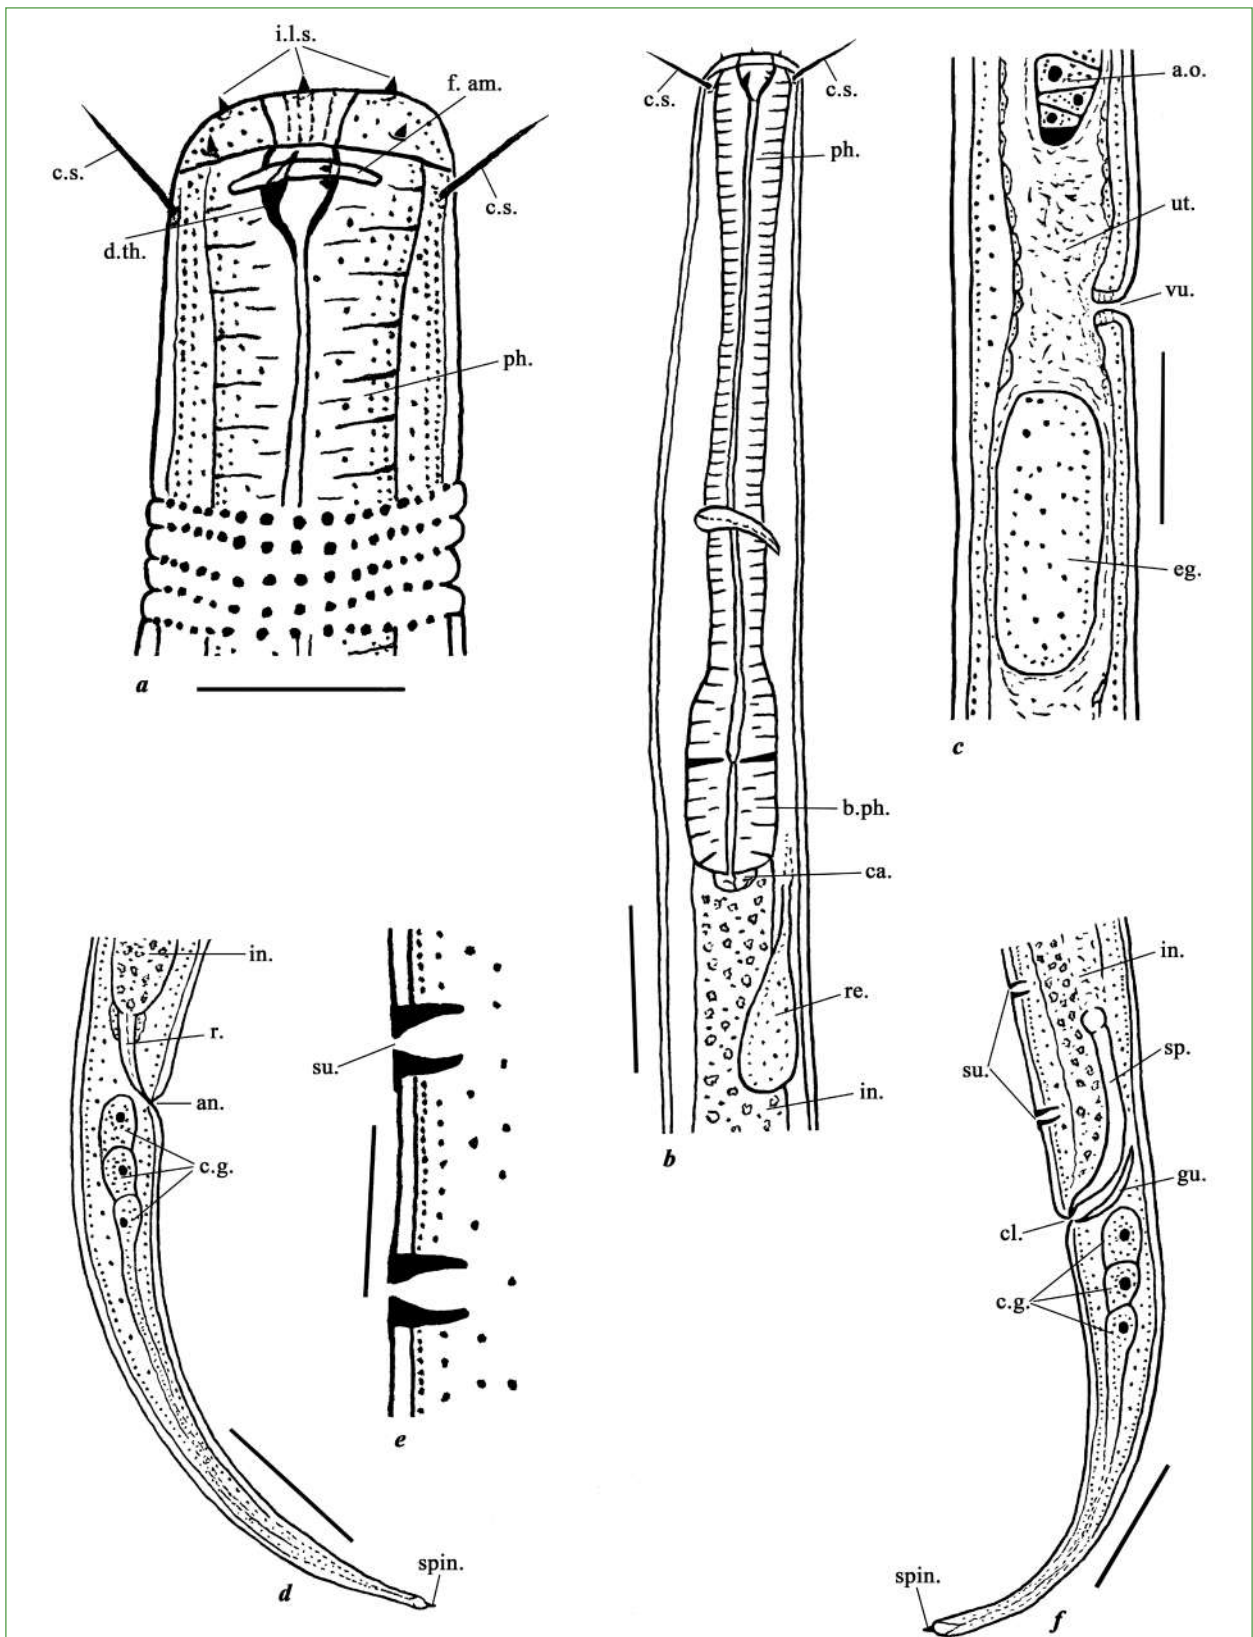 i.l.s.
f. am.
c.s.
c.s.
d.th.
ph.
a
c.s.
c.s.
ph.
b.ph.
ca.
re.
in.
b
a.o.
ut.
vu.
eg.
c
in.
r.
an.
c.g.
spin.
d
su.
e
in.
su.
sp.
gu.
cl.
c.g.
spin.
f